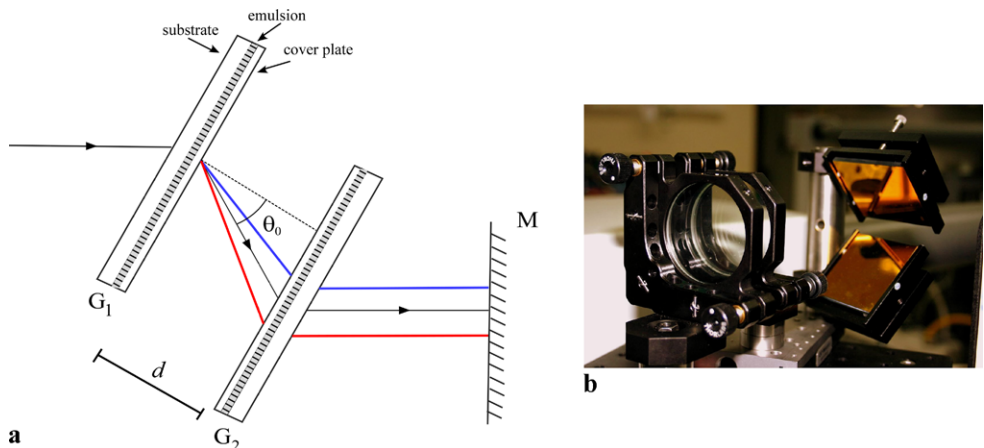 emulsion
substrate
cover plate
θ₀
M
G₁
d
G₂
a
b